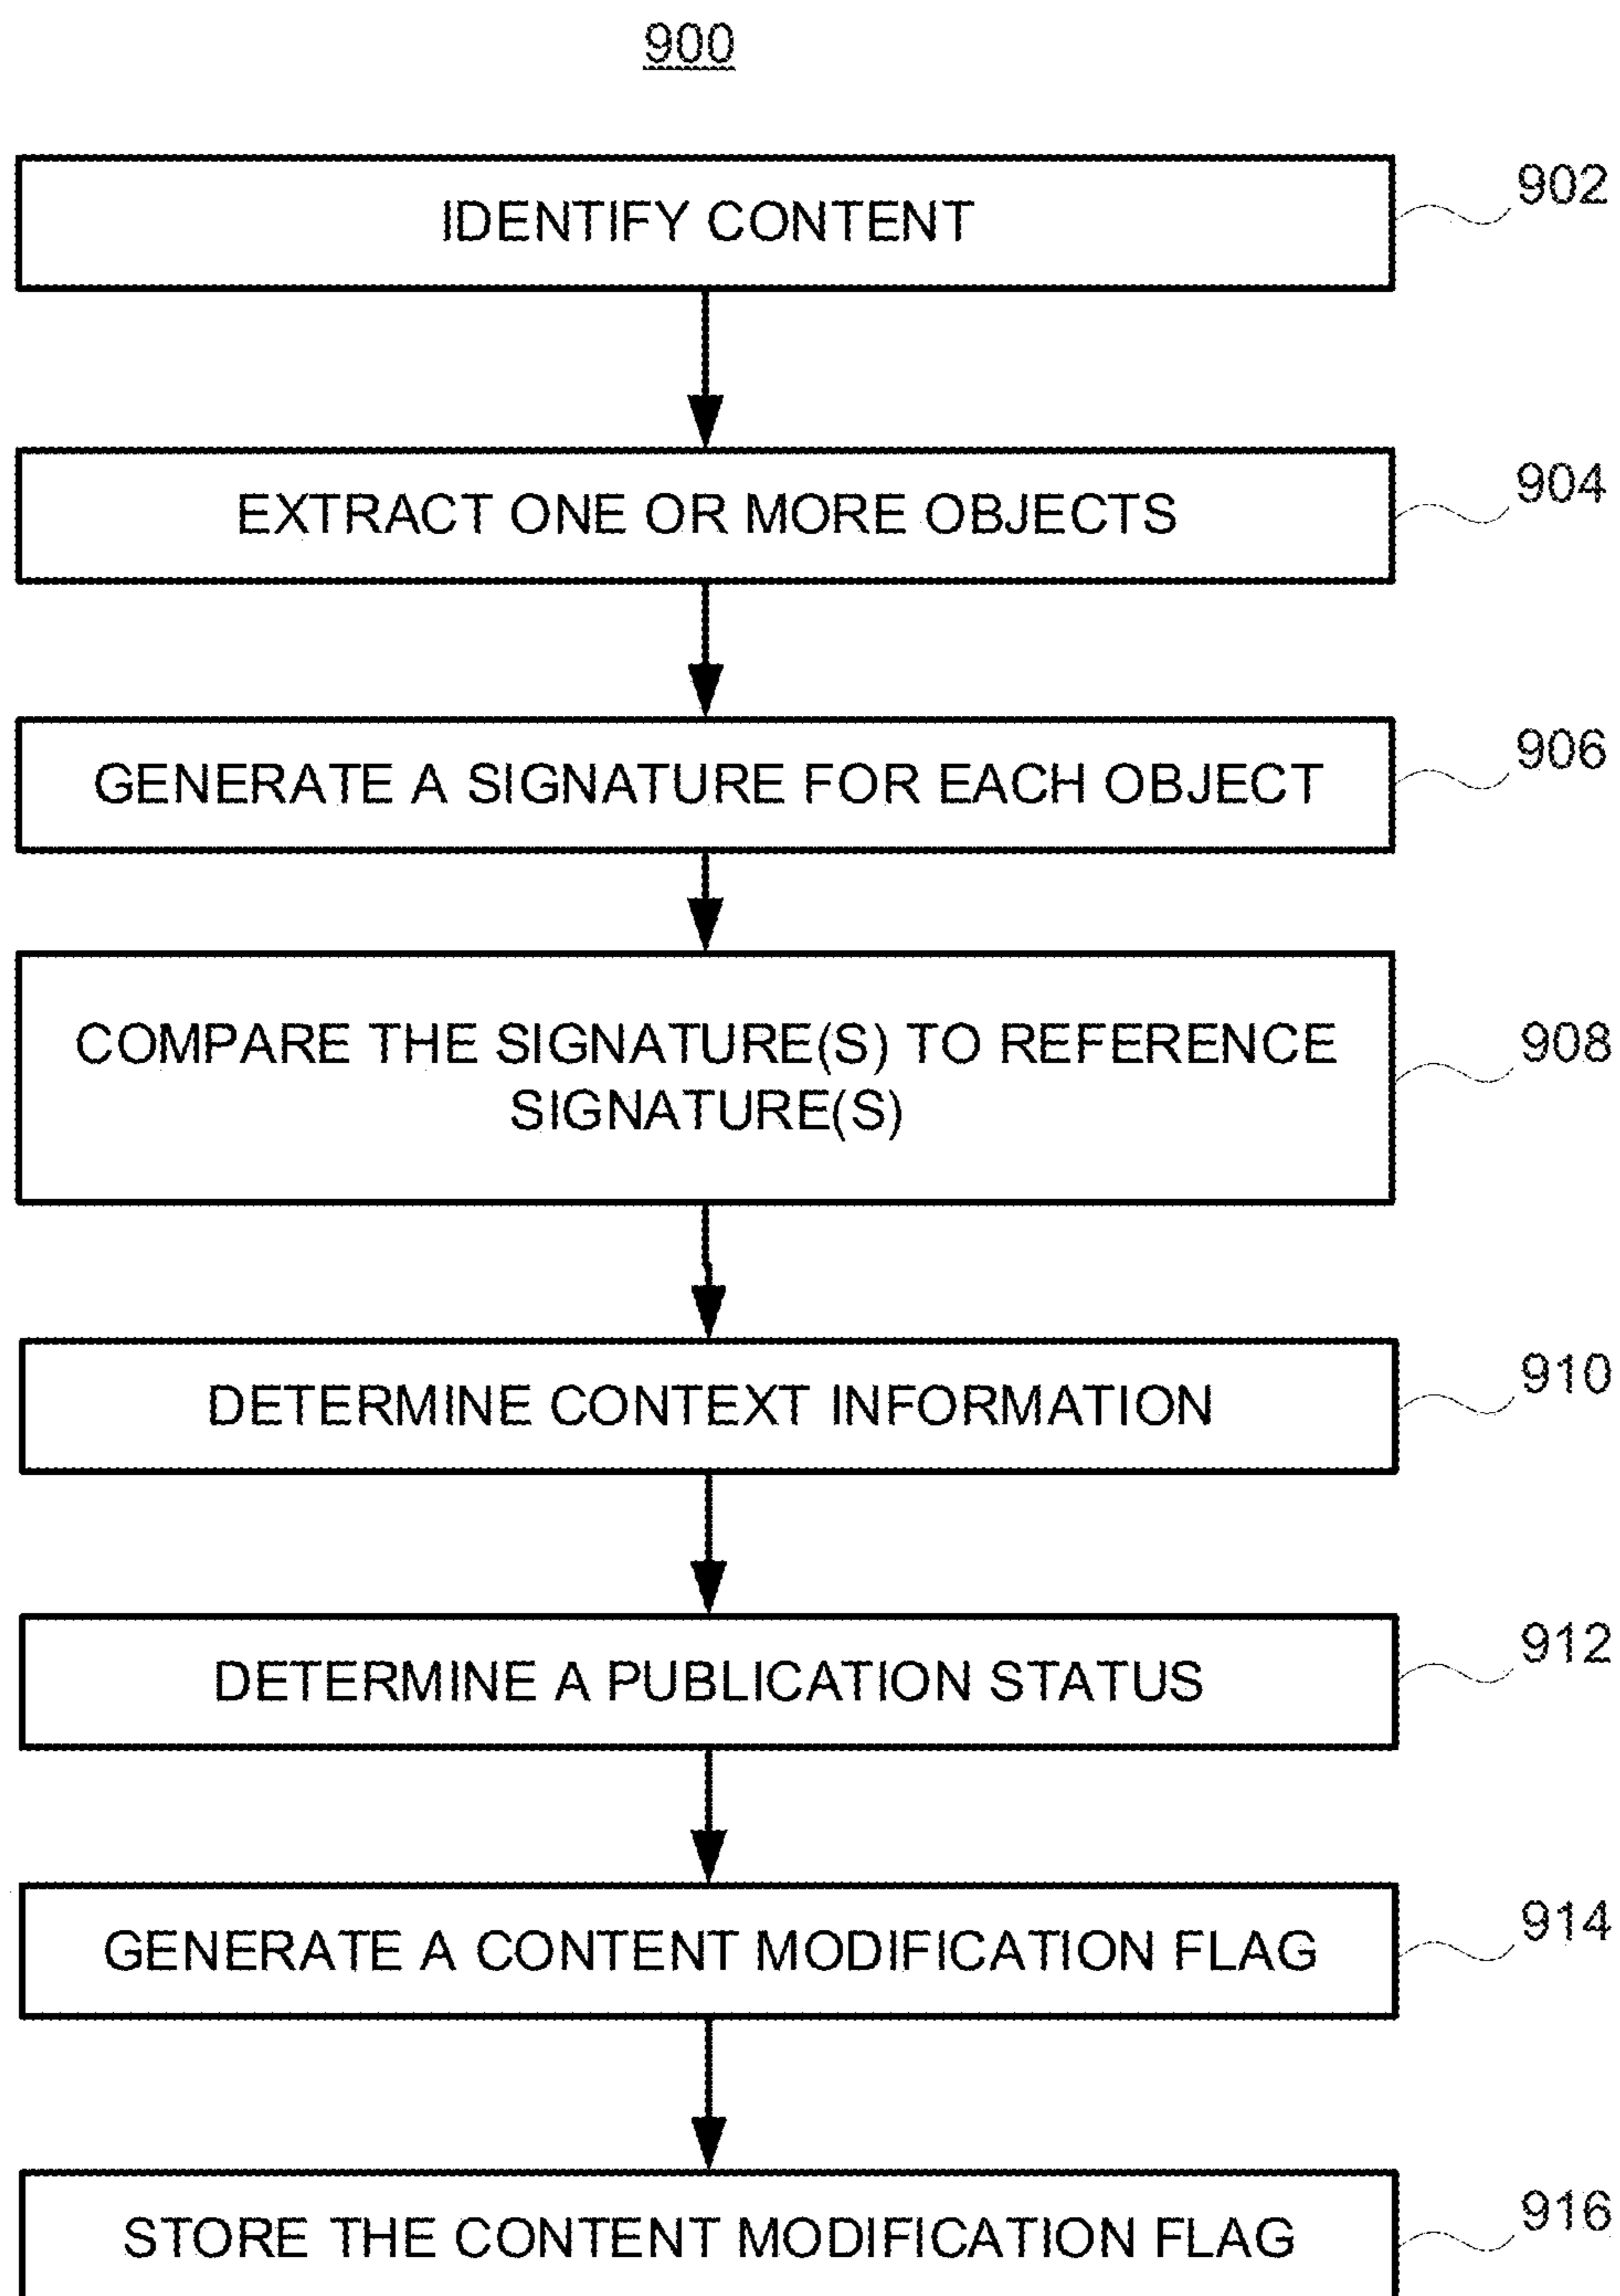 900
IDENTIFY CONTENT
902
EXTRACT ONE OR MORE OBJECTS
904
GENERATE A SIGNATURE FOR EACH OBJECT
906
COMPARE THE SIGNATURE(S) TO REFERENCE
SIGNATURE(S)
908
DETERMINE CONTEXT INFORMATION
910
DETERMINE A PUBLICATION STATUS
912
GENERATE A CONTENT MODIFICATION FLAG
914
STORE THE CONTENT MODIFICATION FLAG
916